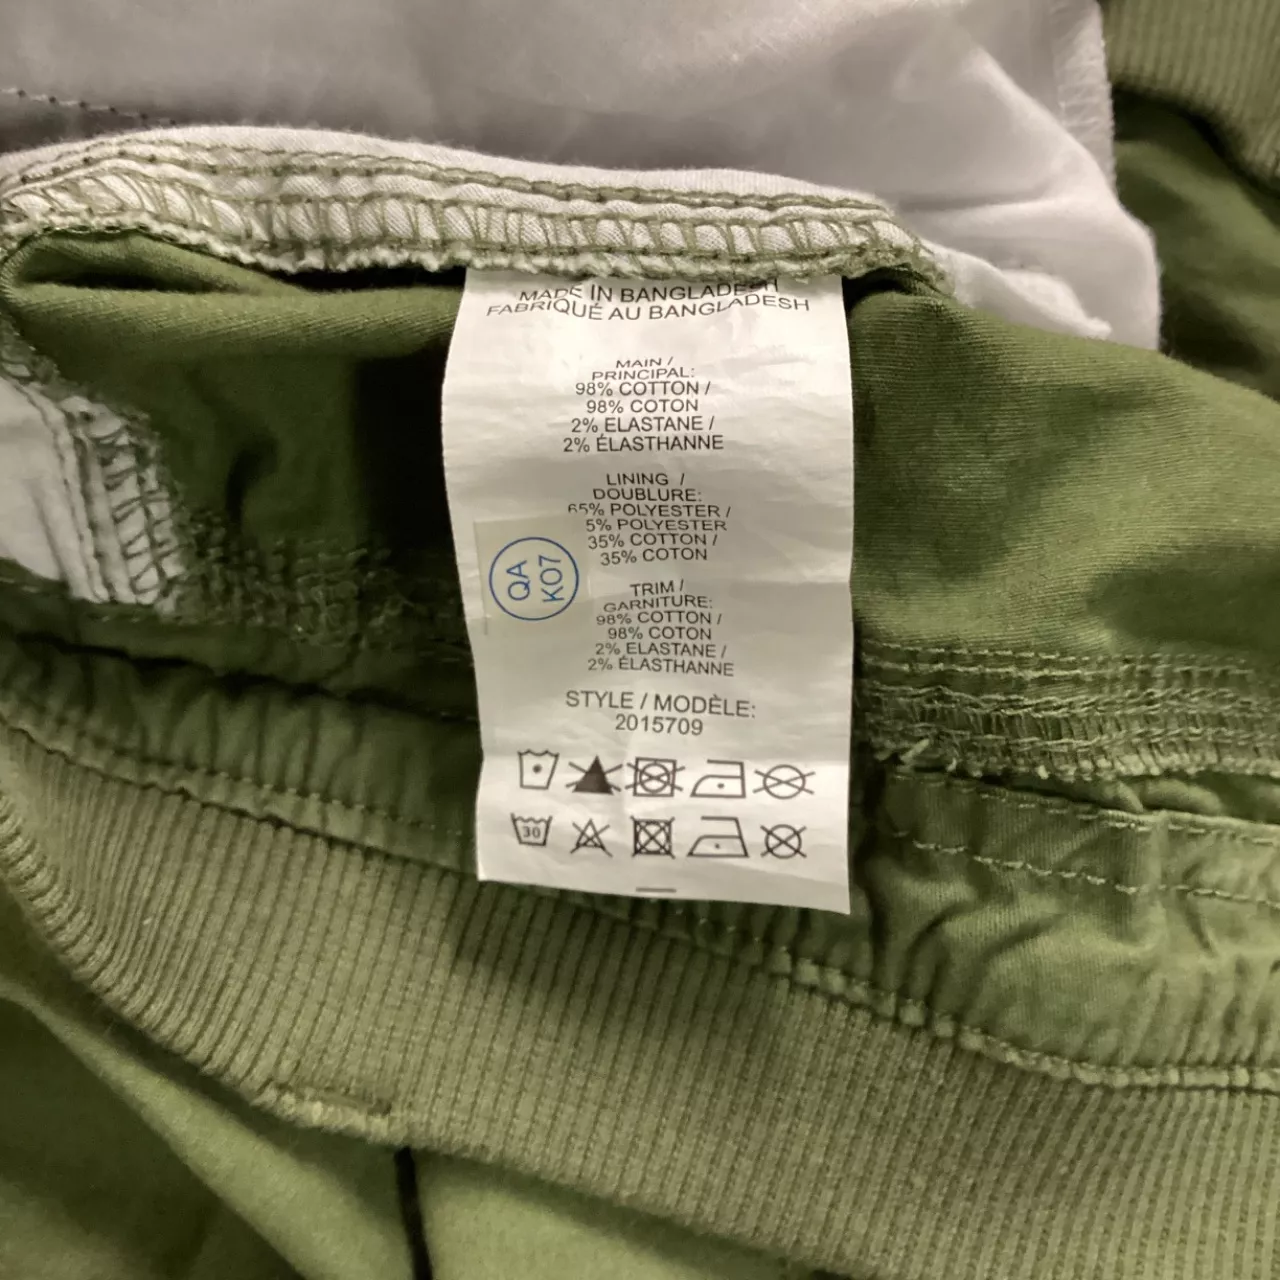 MADE IN BANGLADESH
FABRIQUÉ AU BANGLADESH
MAIN /
PRINCIPAL:
98% COTTON /
98% COTON
2% ELASTANE /
2% ÉLASTHANNE
LINING /
DOUBLURE:
65% POLYESTER /
5% POLYESTER
35% COTTON /
35% COTON
QA
KO7
TRIM /
GARNITURE:
98% COTTON /
98% COTON
2% ELASTANE /
2% ÉLASTHANNE
STYLE / MODÈLE:
2015709
30